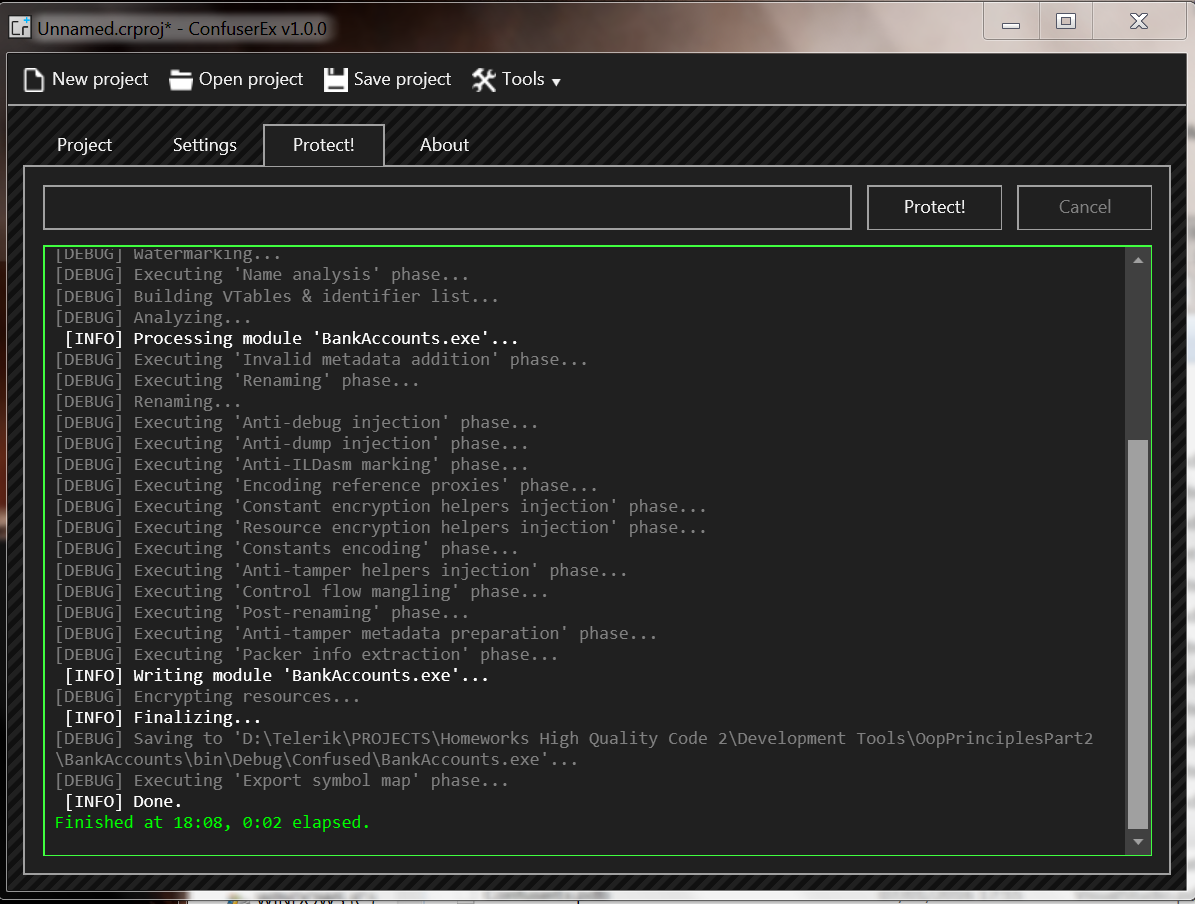 Cr
Unnamed.crproj* - ConfuserEx v1.0.0
New project Open project Save project Tools
Project Settings Protect! About
Protect! Cancel
[DEBUG] Watermarking...
[DEBUG] Executing 'Name analysis' phase...
[DEBUG] Building VTables & identifier list...
[DEBUG] Analyzing...
[INFO] Processing module 'BankAccounts.exe'...
[DEBUG] Executing 'Invalid metadata addition' phase...
[DEBUG] Executing 'Renaming' phase...
[DEBUG] Renaming...
[DEBUG] Executing 'Anti-debug injection' phase...
[DEBUG] Executing 'Anti-dump injection' phase...
[DEBUG] Executing 'Anti-ILDasm marking' phase...
[DEBUG] Executing 'Encoding reference proxies' phase...
[DEBUG] Executing 'Constant encryption helpers injection' phase...
[DEBUG] Executing 'Resource encryption helpers injection' phase...
[DEBUG] Executing 'Constants encoding' phase...
[DEBUG] Executing 'Anti-tamper helpers injection' phase...
[DEBUG] Executing 'Control flow mangling' phase...
[DEBUG] Executing 'Post-renaming' phase...
[DEBUG] Executing 'Anti-tamper metadata preparation' phase...
[DEBUG] Executing 'Packer info extraction' phase...
[INFO] Writing module 'BankAccounts.exe'...
[DEBUG] Encrypting resources...
[INFO] Finalizing...
[DEBUG] Saving to 'D:\Telerik\PROJECTS\Homeworks High Quality Code 2\Development Tools\OopPrinciplesPart2
\BankAccounts\bin\Debug\Confused\BankAccounts.exe'...
[DEBUG] Executing 'Export symbol map' phase...
[INFO] Done.
Finished at 18:08, 0:02 elapsed.